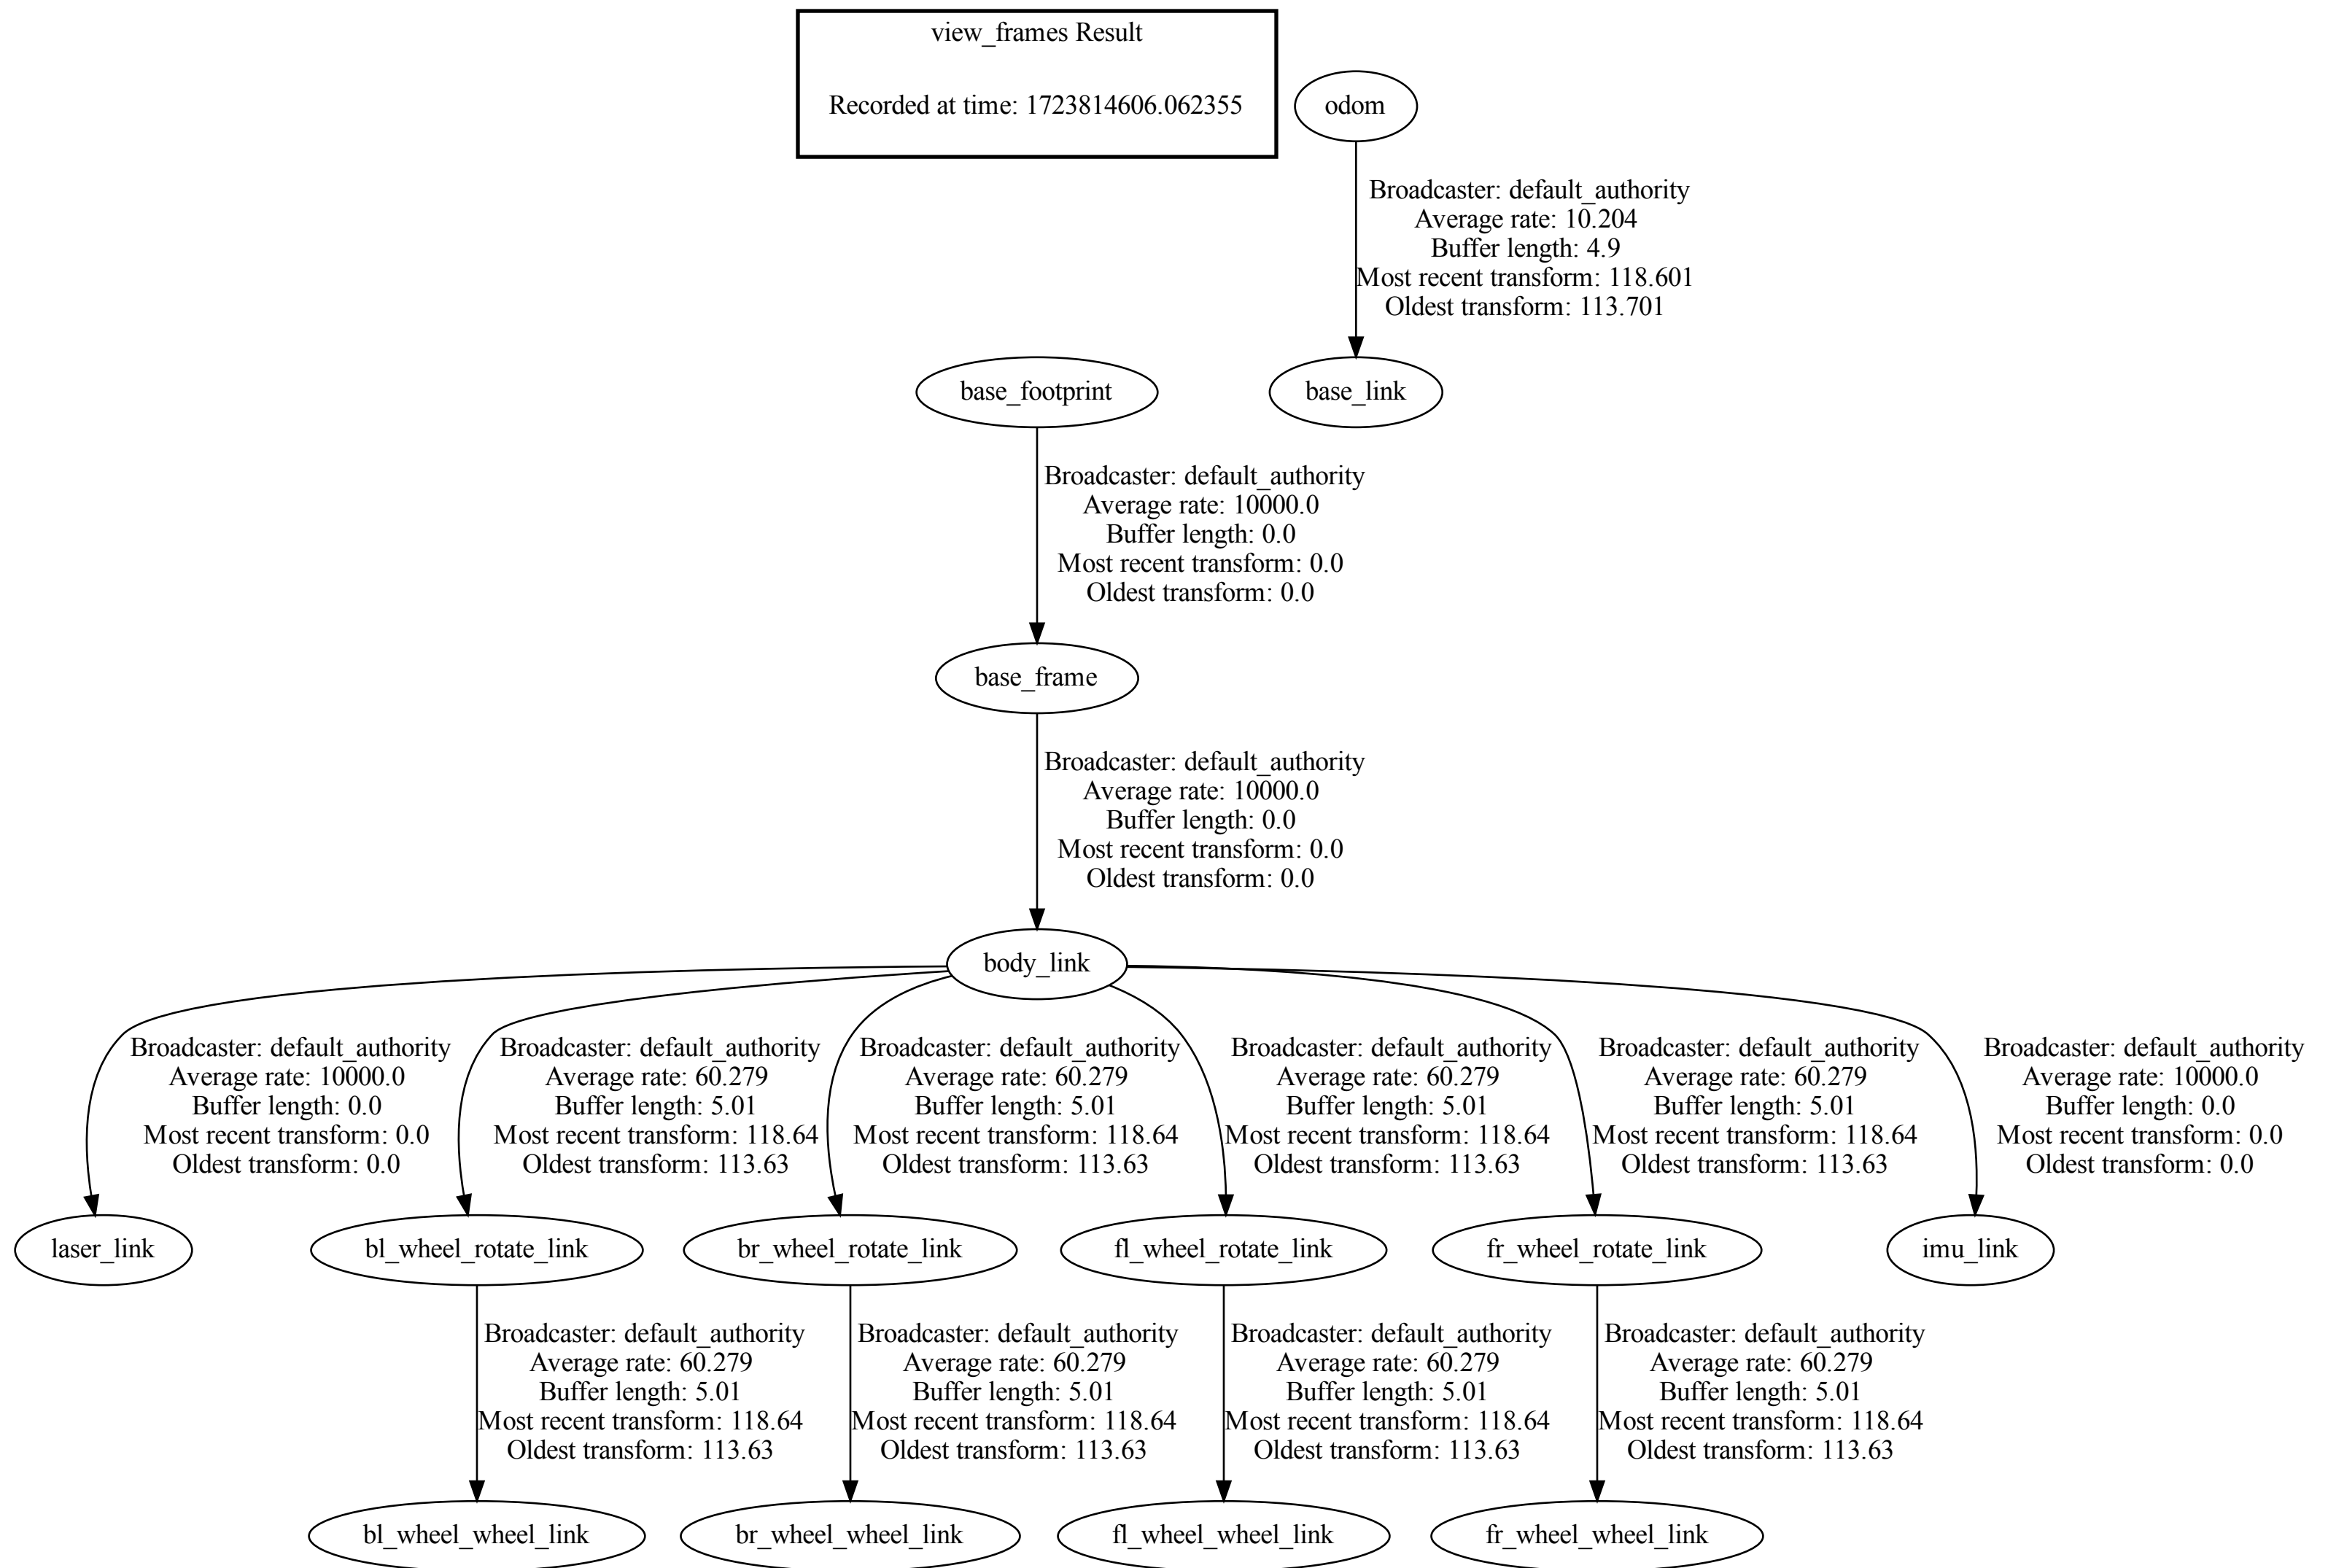 view_frames Result
Recorded at time: 1723814606.062355
odom
Broadcaster: default_authority
Average rate: 10.204
Buffer length: 4.9
Most recent transform: 118.601
Oldest transform: 113.701
base_footprint
base_link
Broadcaster: default_authority
Average rate: 10000.0
Buffer length: 0.0
Most recent transform: 0.0
Oldest transform: 0.0
base_frame
Broadcaster: default_authority
Average rate: 10000.0
Buffer length: 0.0
Most recent transform: 0.0
Oldest transform: 0.0
body_link
Broadcaster: default_authority
Average rate: 10000.0
Buffer length: 0.0
Most recent transform: 0.0
Oldest transform: 0.0
Broadcaster: default_authority
Average rate: 60.279
Buffer length: 5.01
Most recent transform: 118.64
Oldest transform: 113.63
Broadcaster: default_authority
Average rate: 60.279
Buffer length: 5.01
Most recent transform: 118.64
Oldest transform: 113.63
Broadcaster: default_authority
Average rate: 60.279
Buffer length: 5.01
Most recent transform: 118.64
Oldest transform: 113.63
Broadcaster: default_authority
Average rate: 60.279
Buffer length: 5.01
Most recent transform: 118.64
Oldest transform: 113.63
Broadcaster: default_authority
Average rate: 10000.0
Buffer length: 0.0
Most recent transform: 0.0
Oldest transform: 0.0
laser_link
bl_wheel_rotate_link
br_wheel_rotate_link
fl_wheel_rotate_link
fr_wheel_rotate_link
imu_link
Broadcaster: default_authority
Average rate: 60.279
Buffer length: 5.01
Most recent transform: 118.64
Oldest transform: 113.63
Broadcaster: default_authority
Average rate: 60.279
Buffer length: 5.01
Most recent transform: 118.64
Oldest transform: 113.63
Broadcaster: default_authority
Average rate: 60.279
Buffer length: 5.01
Most recent transform: 118.64
Oldest transform: 113.63
Broadcaster: default_authority
Average rate: 60.279
Buffer length: 5.01
Most recent transform: 118.64
Oldest transform: 113.63
bl_wheel_wheel_link
br_wheel_wheel_link
fl_wheel_wheel_link
fr_wheel_wheel_link